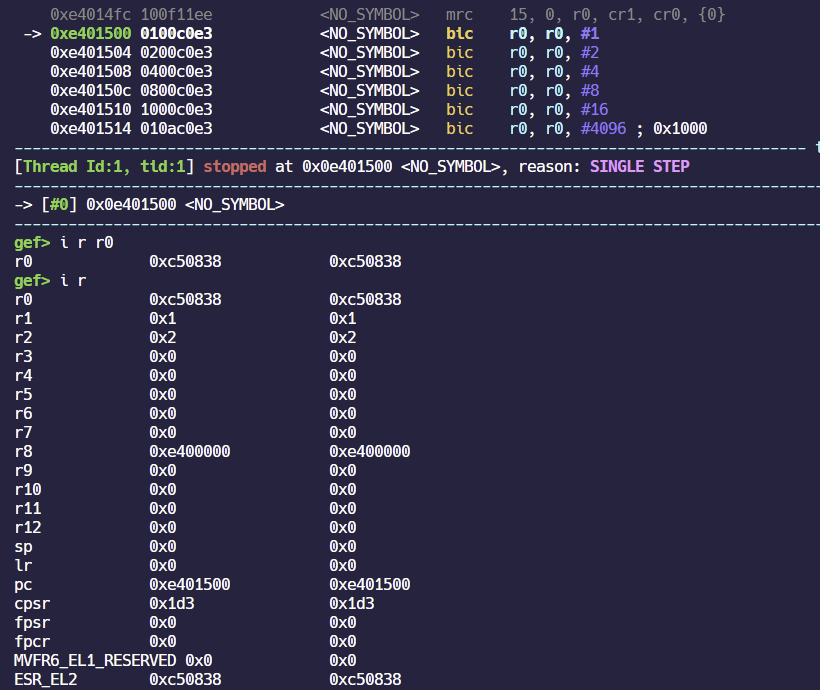 0xe4014fc 100f11ee <NO_SYMBOL> mrc 15, 0, r0, cr1, cr0, {0}
-> 0xe401500 0100c0e3 <NO_SYMBOL> bic r0, r0, #1
0xe401504 0200c0e3 <NO_SYMBOL> bic r0, r0, #2
0xe401508 0400c0e3 <NO_SYMBOL> bic r0, r0, #4
0xe40150c 0800c0e3 <NO_SYMBOL> bic r0, r0, #8
0xe401510 1000c0e3 <NO_SYMBOL> bic r0, r0, #16
0xe401514 010ac0e3 <NO_SYMBOL> bic r0, r0, #4096 ; 0x1000
[Thread Id:1, tid:1] stopped at 0x0e401500 <NO_SYMBOL>, reason: SINGLE STEP
-> [#0] 0x0e401500 <NO_SYMBOL>
gef> i r r0
r0 0xc50838 0xc50838
gef> i r
r0 0xc50838 0xc50838
r1 0x1 0x1
r2 0x2 0x2
r3 0x0 0x0
r4 0x0 0x0
r5 0x0 0x0
r6 0x0 0x0
r7 0x0 0x0
r8 0xe400000 0xe400000
r9 0x0 0x0
r10 0x0 0x0
r11 0x0 0x0
r12 0x0 0x0
sp 0x0 0x0
lr 0x0 0x0
pc 0xe401500 0xe401500
cpsr 0x1d3 0x1d3
fpsr 0x0 0x0
fpcr 0x0 0x0
MVFR6_EL1_RESERVED 0x0 0x0
ESR_EL2 0xc50838 0xc50838